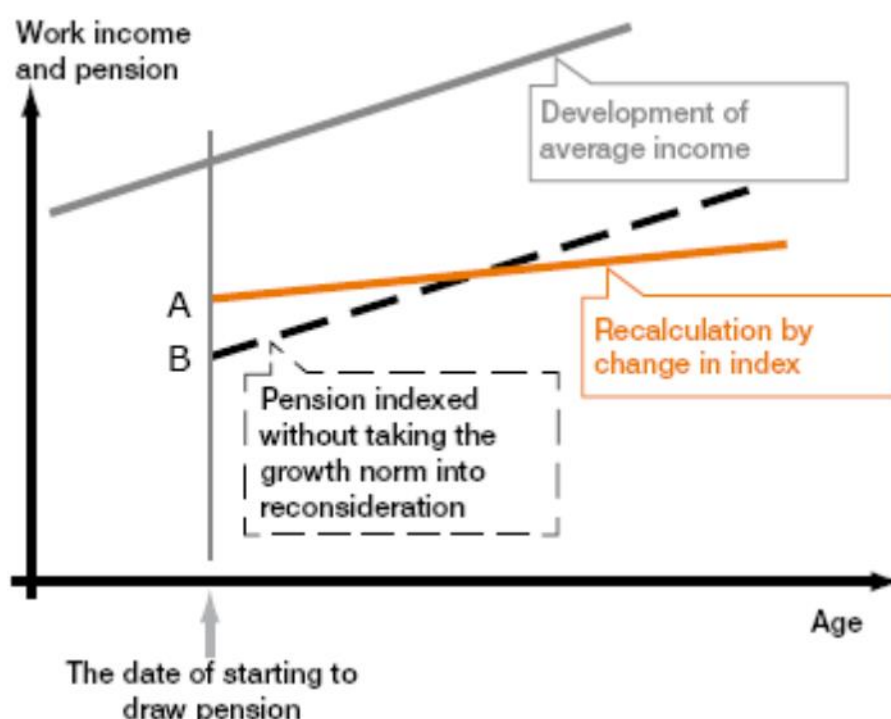 Work income
and pension
Development of
average income
A
Recalculation by
change in index
B
Pension indexed
without taking the
growth norm into
reconsideration
Age
The date of starting to
draw pension